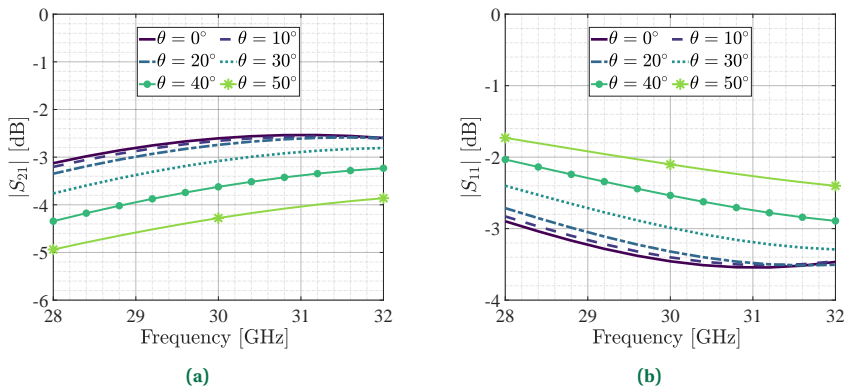 0
-1
-2
-3
-4
-5
-6
|S₂₁| [dB]
θ = 0° θ = 10°
θ = 20° θ = 30°
θ = 40° θ = 50°
28 29 30 31 32
Frequency [GHz]
(a)
0
-1
-2
-3
-4
|S₁₁| [dB]
θ = 0° θ = 10°
θ = 20° θ = 30°
θ = 40° θ = 50°
28 29 30 31 32
Frequency [GHz]
(b)